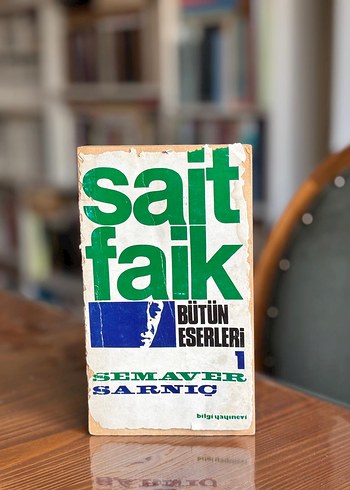 sait
faik
BÜTÜN
ESERLERİ
1
SEMAVER
SARNIÇ
bilgi yayınevi